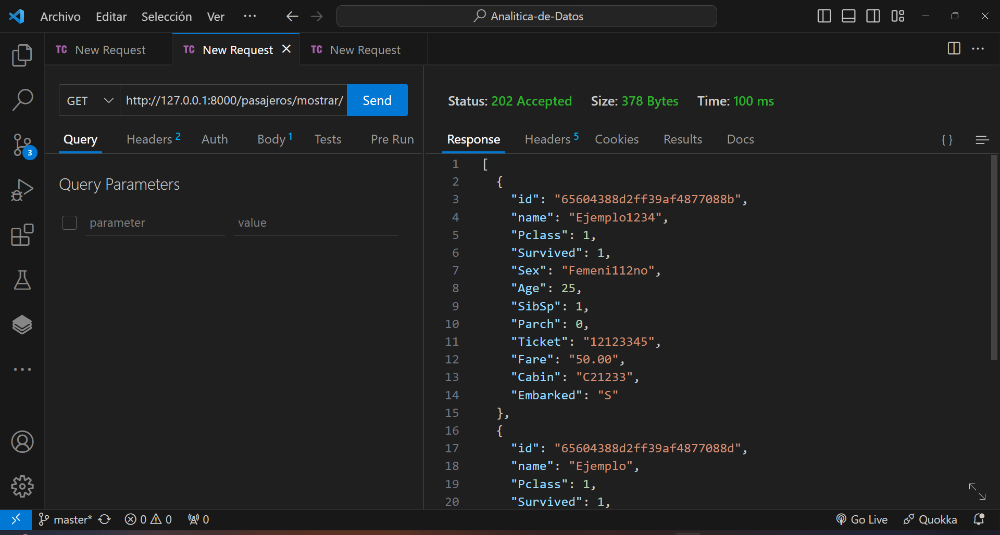 Archivo Editar Selección Ver ··· Analitica-de-Datos
TC New Request TC New Request TC New Request
GET http://127.0.0.1:8000/pasajeros/mostrar/ Send
Status: 202 Accepted Size: 378 Bytes Time: 100 ms
Query Headers 2 Auth Body 1 Tests Pre Run
Response Headers 5 Cookies Results Docs { }
3
Query Parameters
parameter value
1 [
2 {
3 "id": "65604388d2ff39af4877088b",
4 "name": "Ejemplo1234",
5 "Pclass": 1,
6 "Survived": 1,
7 "Sex": "Femeni112no",
8 "Age": 25,
9 "SibSp": 1,
10 "Parch": 0,
11 "Ticket": "12123345",
12 "Fare": "50.00",
13 "Cabin": "C21233",
14 "Embarked": "S"
15 },
16 {
17 "id": "65604388d2ff39af4877088d",
18 "name": "Ejemplo",
19 "Pclass": 1,
20 "Survived": 1,
master* 0 0 0 Go Live Quokka